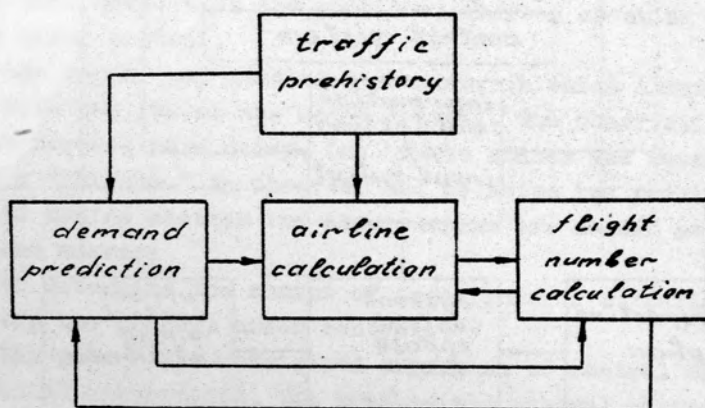 traffic
prehistory
demand
prediction
airline
calculation
flight
number
calculation